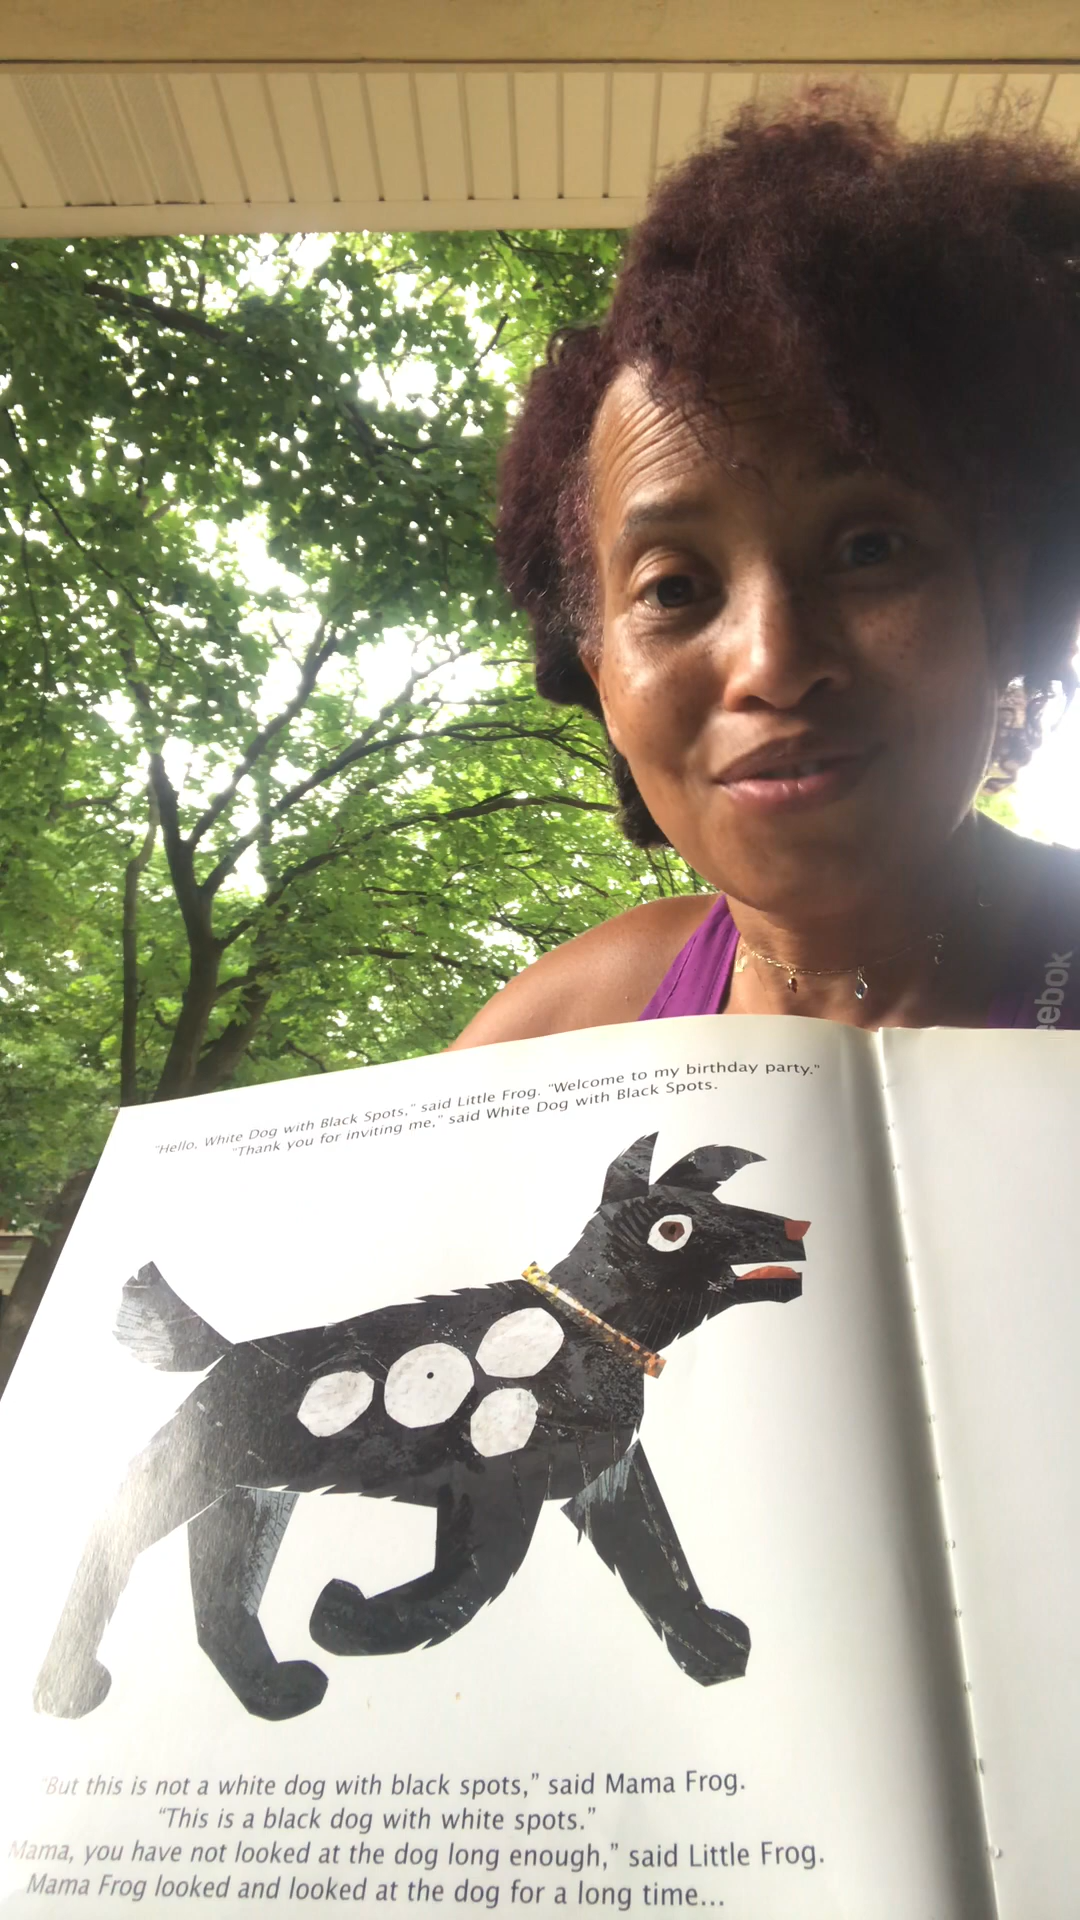 "Hello, White Dog with Black Spots," said Little Frog. "Welcome to my birthday party."
"Thank you for inviting me," said White Dog with Black Spots.
"But this is not a white dog with black spots," said Mama Frog.
"This is a black dog with white spots."
Mama, you have not looked at the dog long enough," said Little Frog.
Mama Frog looked and looked at the dog for a long time...